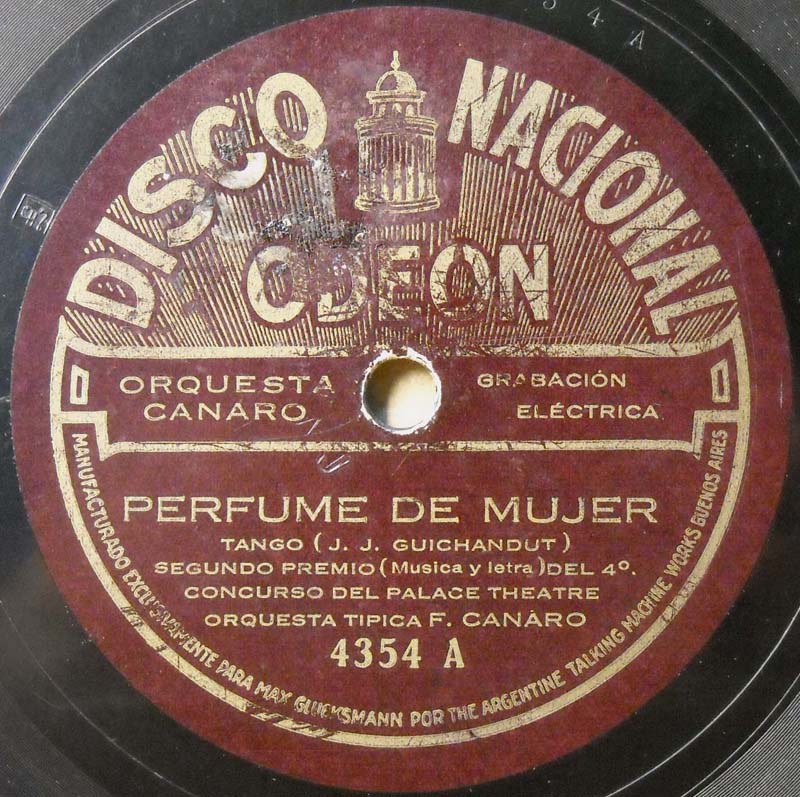 DISCO NACIONAL
ODEON
ORQUESTA
CANARO
GRABACIÓN
ELÉCTRICA
PERFUME DE MUJER
TANGO (J. J. GUICHANDUT)
SEGUNDO PREMIO (Musica y letra) DEL 4º.
CONCURSO DEL PALACE THEATRE
ORQUESTA TIPICA F. CANARO
4354 A
MANUFACTURADO EXCLUSIVAMENTE PARA MAX GLUCKSMANN POR THE ARGENTINE TALKING MACHINE WORKS BUENOS AIRES